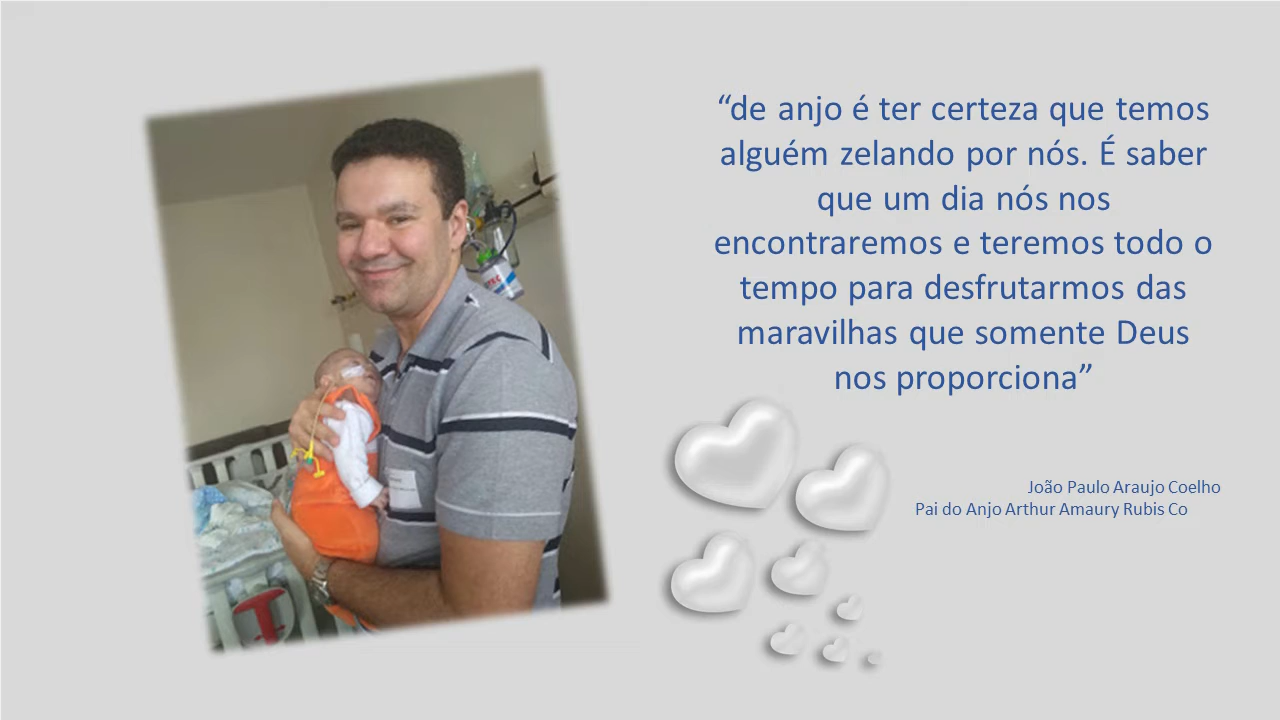 “de anjo é ter certeza que temos
alguém zelando por nós. É saber
que um dia nós nos
encontraremos e teremos todo o
tempo para desfrutarmos das
maravilhas que somente Deus
nos proporciona”
João Paulo Araujo Coelho
Pai do Anjo Arthur Amaury Rubis Co